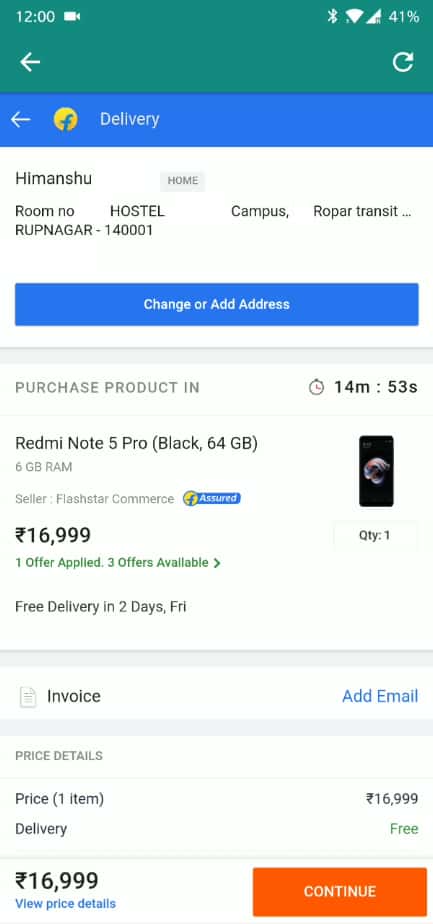 12:00 41%
Delivery
Himanshu HOME
Room no HOSTEL Campus, Ropar transit ...
RUPNAGAR - 140001
Change or Add Address
PURCHASE PRODUCT IN 14m : 53s
Redmi Note 5 Pro (Black, 64 GB)
6 GB RAM
Seller : Flashstar Commerce Assured
₹16,999
Qty: 1
1 Offer Applied. 3 Offers Available
Free Delivery in 2 Days, Fri
Invoice Add Email
PRICE DETAILS
Price (1 item) ₹16,999
Delivery Free
₹16,999
View price details
CONTINUE